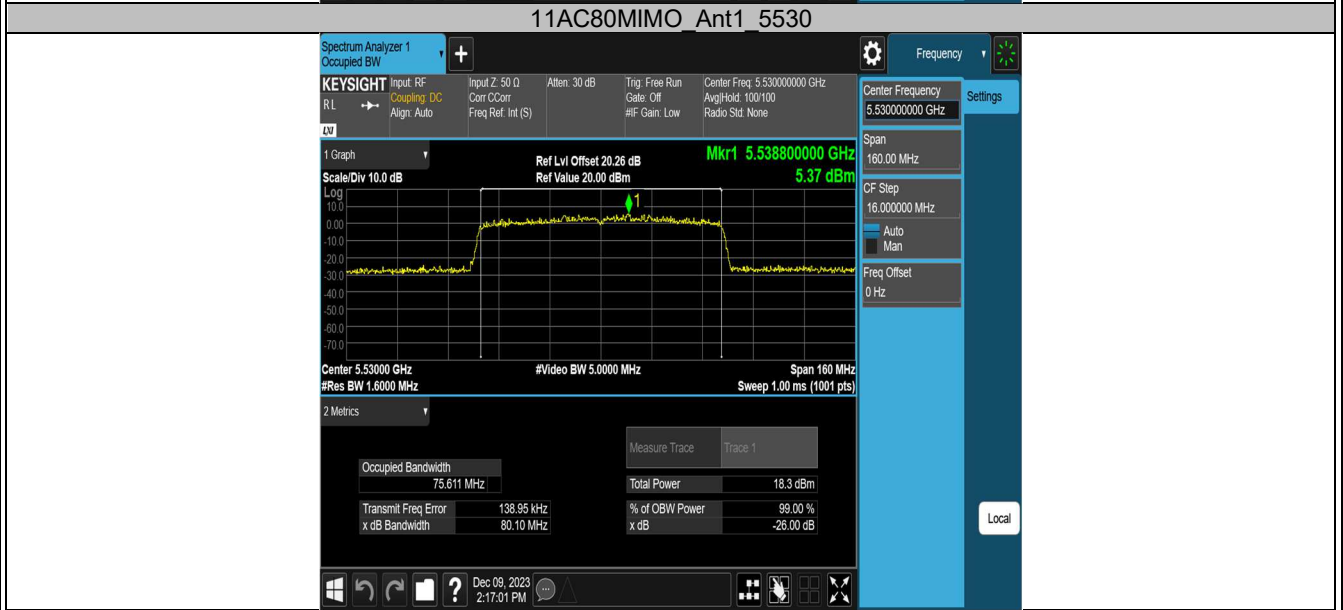 11AC80MIMO_Ant1_5530
Spectrum Analyzer 1
Occupied BW
+
Frequency
KEYSIGHT
Input: RF
Coupling: DC
Align: Auto
RL
LXI
Input Z: 50 Ω
Corr CCorr
Freq Ref: Int (S)
Atten: 30 dB
Trig: Free Run
Gate: Off
#IF Gain: Low
Center Freq: 5.530000000 GHz
Avg|Hold: 100/100
Radio Std: None
Center Frequency
5.530000000 GHz
Settings
Span
160.00 MHz
CF Step
16.000000 MHz
Auto
Man
Freq Offset
0 Hz
Local
1 Graph
Scale/Div 10.0 dB
Ref Lvl Offset 20.26 dB
Ref Value 20.00 dBm
Mkr1 5.538800000 GHz
5.37 dBm
Log
10.0
0.00
-10.0
-20.0
-30.0
-40.0
-50.0
-60.0
-70.0
1
Center 5.53000 GHz
#Res BW 1.6000 MHz
#Video BW 5.0000 MHz
Span 160 MHz
Sweep 1.00 ms (1001 pts)
2 Metrics
Measure Trace
Trace 1
Occupied Bandwidth
75.611 MHz
Total Power
18.3 dBm
Transmit Freq Error
138.95 kHz
% of OBW Power
99.00 %
x dB Bandwidth
80.10 MHz
x dB
-26.00 dB
?
Dec 09, 2023
2:17:01 PM